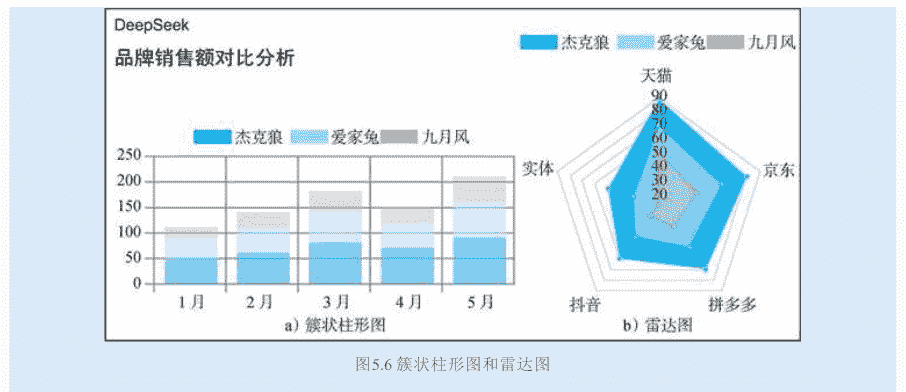 DeepSeek
品牌销售额对比分析
杰克狼 爱家兔 九月风
250
200
150
100
50
0
1月 2月 3月 4月 5月
a）簇状柱形图
杰克狼 爱家兔 九月风
天猫
90
80
70
60
50
40
30
20
实体 京东
抖音 拼多多
b）雷达图
图5.6 簇状柱形图和雷达图